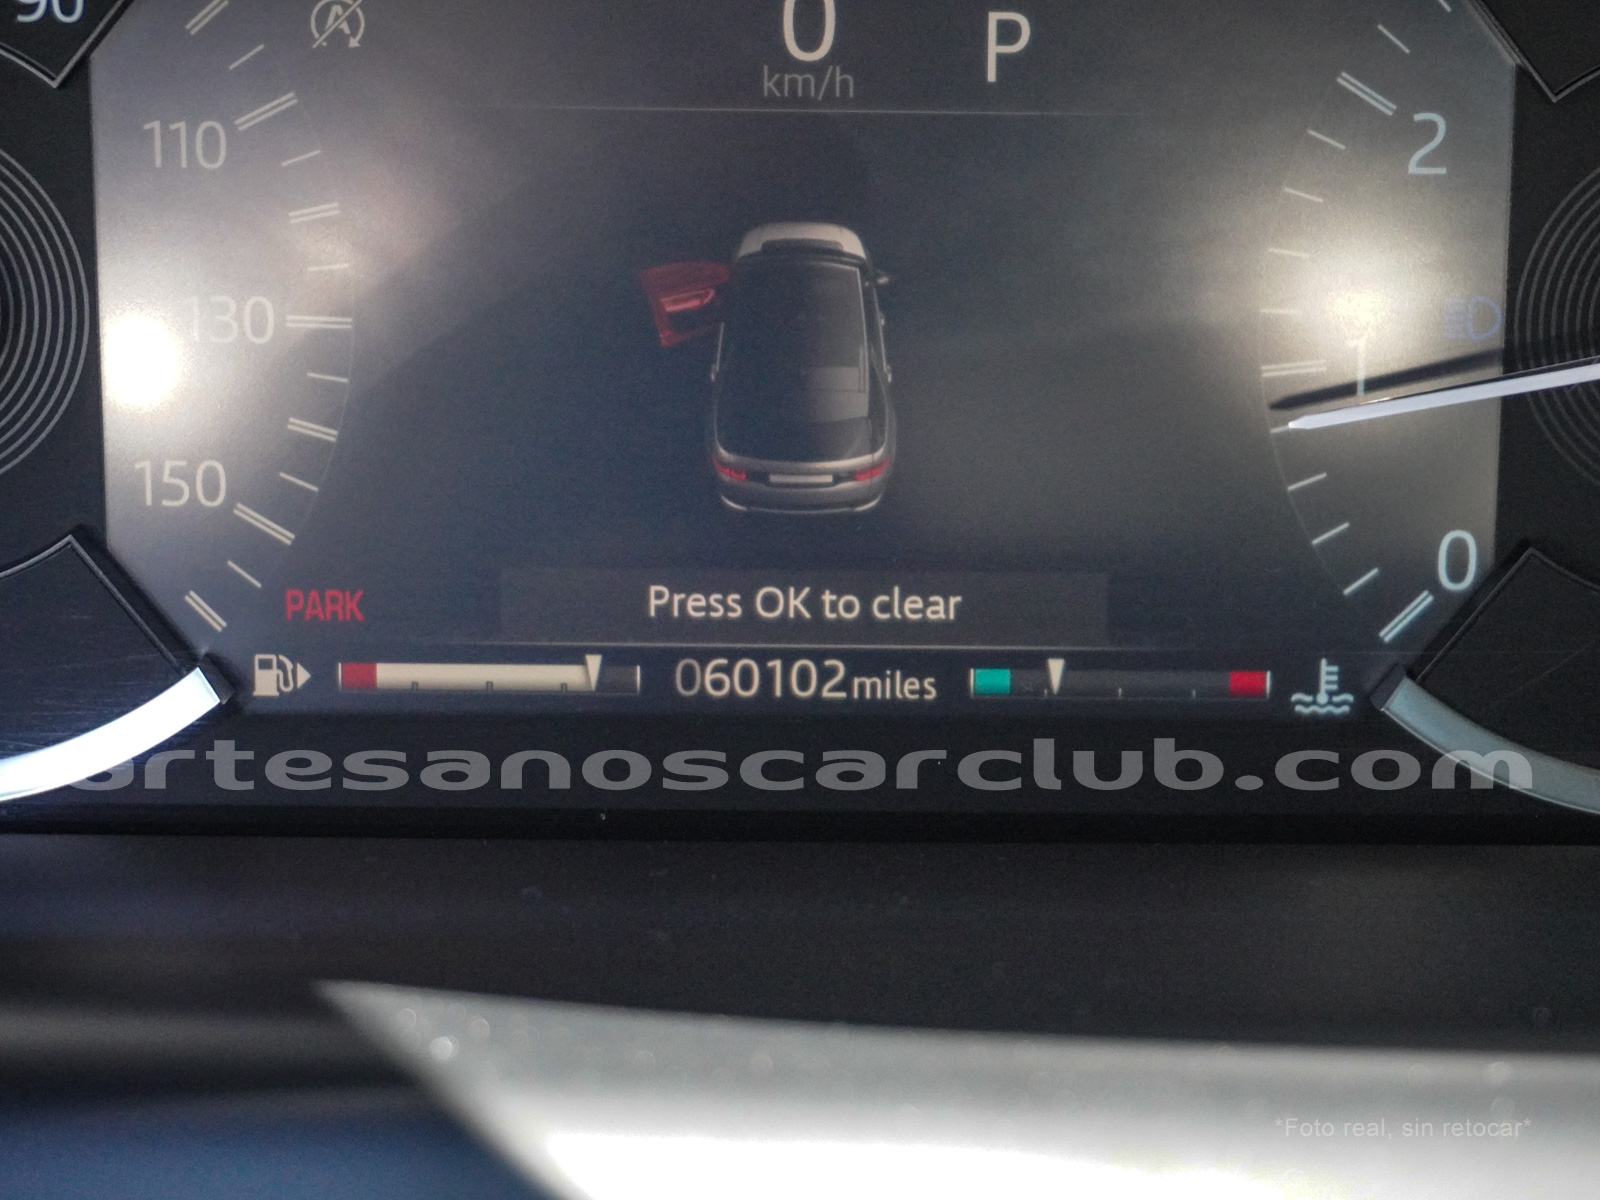 90
0
P
km/h
110
2
130
1
150
0
PARK
Press OK to clear
060102miles
artesanoscarclub.com
*Foto real, sin retocar*